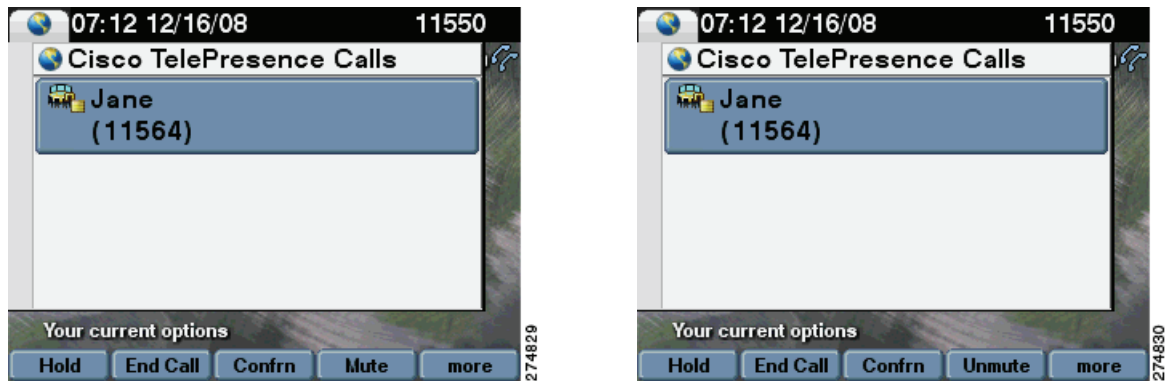 07:12 12/16/08 11550
Cisco TelePresence Calls
Jane
(11564)
Your current options
Hold End Call Confrn Mute more
274829
07:12 12/16/08 11550
Cisco TelePresence Calls
Jane
(11564)
Your current options
Hold End Call Confrn Unmute more
274830